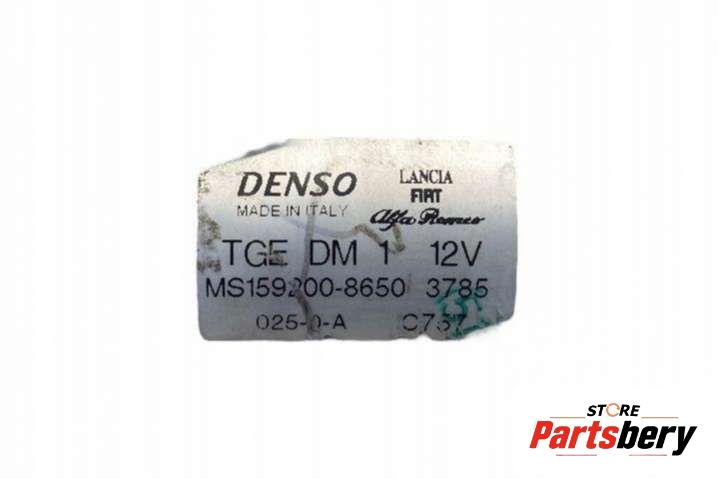 DENSO
MADE IN ITALY
LANCIA
FIAT
Alfa Romeo
TGE DM 1 12V
MS159200-8650 3785
025-0-A C757
STORE
Partsbery